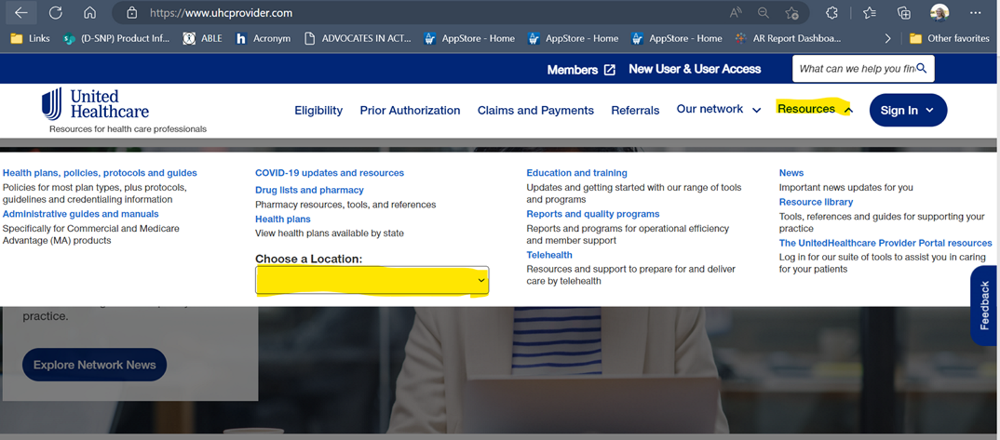 https://www.uhcprovider.com
Links
(D-SNP) Product Inf...
ABLE
Acronym
ADVOCATES IN ACT...
AppStore - Home
AppStore - Home
AppStore - Home
AR Report Dashboa...
Other favorites
Members
New User & User Access
What can we help you fin
United
Healthcare
Resources for health care professionals
Eligibility
Prior Authorization
Claims and Payments
Referrals
Our network
Resources
Sign In
Health plans, policies, protocols and guides
Policies for most plan types, plus protocols,
guidelines and credentialing information
Administrative guides and manuals
Specifically for Commercial and Medicare
Advantage (MA) products
COVID-19 updates and resources
Drug lists and pharmacy
Pharmacy resources, tools, and references
Health plans
View health plans available by state
Choose a Location:
Education and training
Updates and getting started with our range of tools
and programs
Reports and quality programs
Reports and programs for operational efficiency
and member support
Telehealth
Resources and support to prepare for and deliver
care by telehealth
News
Important news updates for you
Resource library
Tools, references and guides for supporting your
practice
The UnitedHealthcare Provider Portal resources
Log in for our suite of tools to assist you in caring
for your patients
Feedback
practice.
Explore Network News